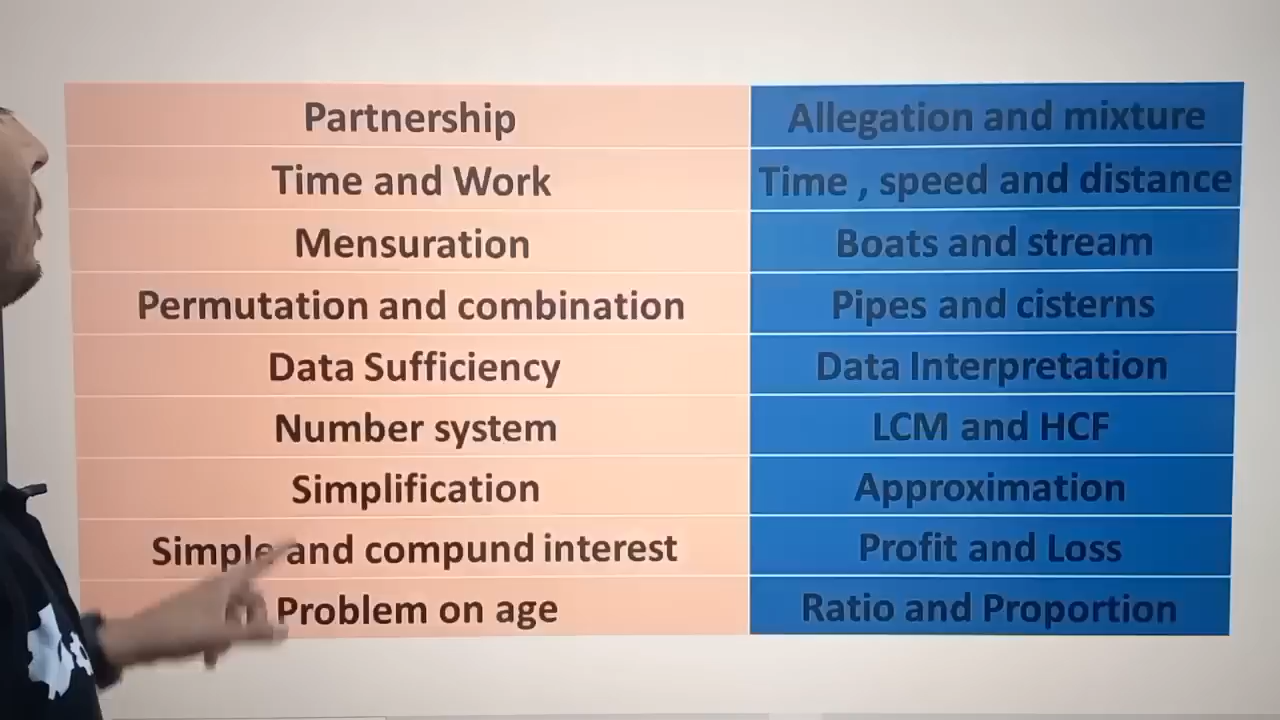 Partnership
Allegation and mixture
Time and Work
Time , speed and distance
Mensuration
Boats and stream
Permutation and combination
Pipes and cisterns
Data Sufficiency
Data Interpretation
Number system
LCM and HCF
Simplification
Approximation
Simple and compund interest
Profit and Loss
Problem on age
Ratio and Proportion